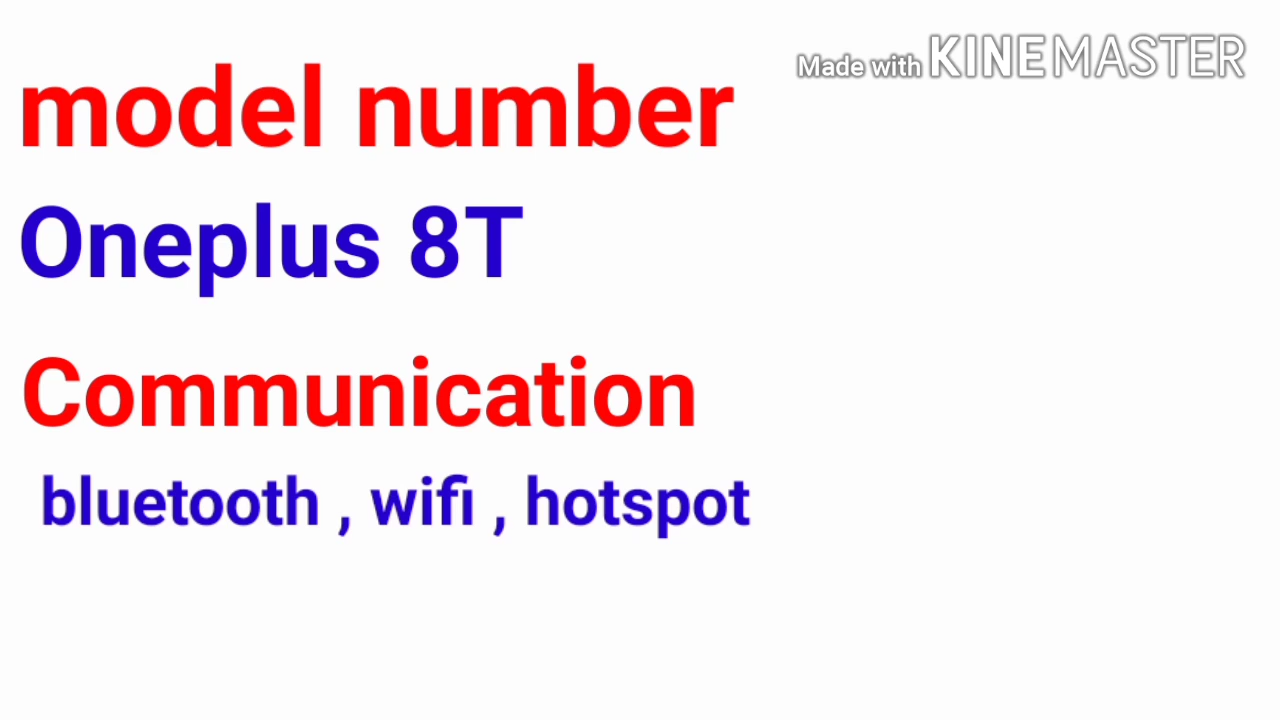 Made with KINEMASTER
model number
Oneplus 8T
Communication
bluetooth , wifi , hotspot